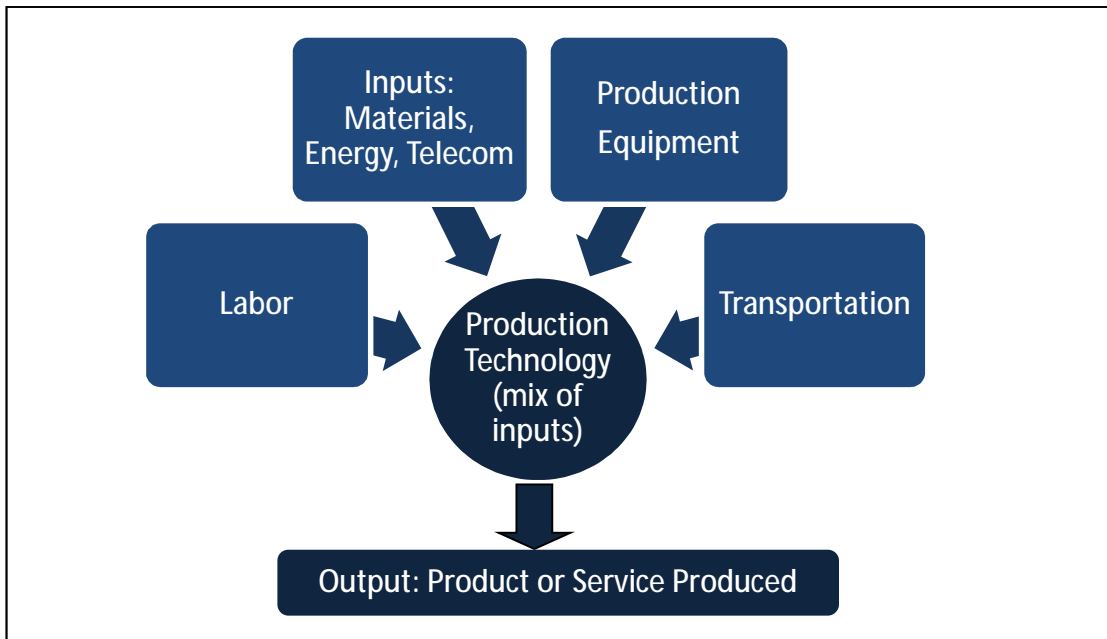 Inputs:
Materials,
Energy, Telecom
Production
Equipment
Labor
Transportation
Production
Technology
(mix of
inputs)
Output: Product or Service Produced